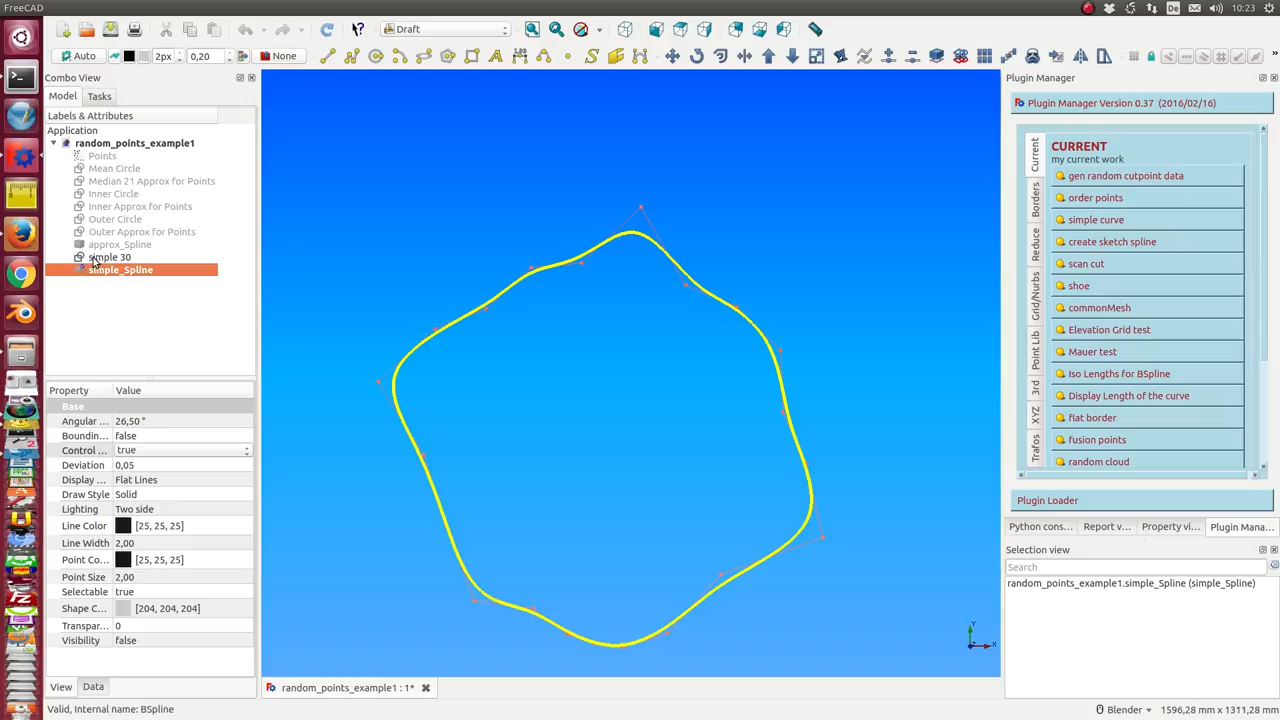 FreeCAD
De
10:23
Draft
Auto
2px
0,20
None
Combo View
Model
Tasks
Labels & Attributes
Application
random_points_example1
Points
Mean Circle
Median 21 Approx for Points
Inner Circle
Inner Approx for Points
Outer Circle
Outer Approx for Points
approx_Spline
simple 30
simple_Spline
Property Value
Base
Angular ... 26,50 °
Boundin... false
Control ... true
Deviation 0,05
Display ... Flat Lines
Draw Style Solid
Lighting Two side
Line Color [25, 25, 25]
Line Width 2,00
Point Co... [25, 25, 25]
Point Size 2,00
Selectable true
Shape C... [204, 204, 204]
Transpar... 0
Visibility false
View
Data
Valid, Internal name: BSpline
random_points_example1 : 1*
Y
X
Plugin Manager
Plugin Manager Version 0.37 (2016/02/16)
Current
Borders
Reduce
Grid/Nurbs
Point Lib
3rd
XYZ
Trafos
CURRENT
my current work
gen random cutpoint data
order points
simple curve
create sketch spline
scan cut
shoe
commonMesh
Elevation Grid test
Mauer test
Iso Lengths for BSpline
Display Length of the curve
flat border
fusion points
random cloud
Plugin Loader
Python cons...
Report v...
Property vi...
Plugin Mana...
Selection view
Search
random_points_example1.simple_Spline (simple_Spline)
Blender
1596,28 mm x 1311,28 mm